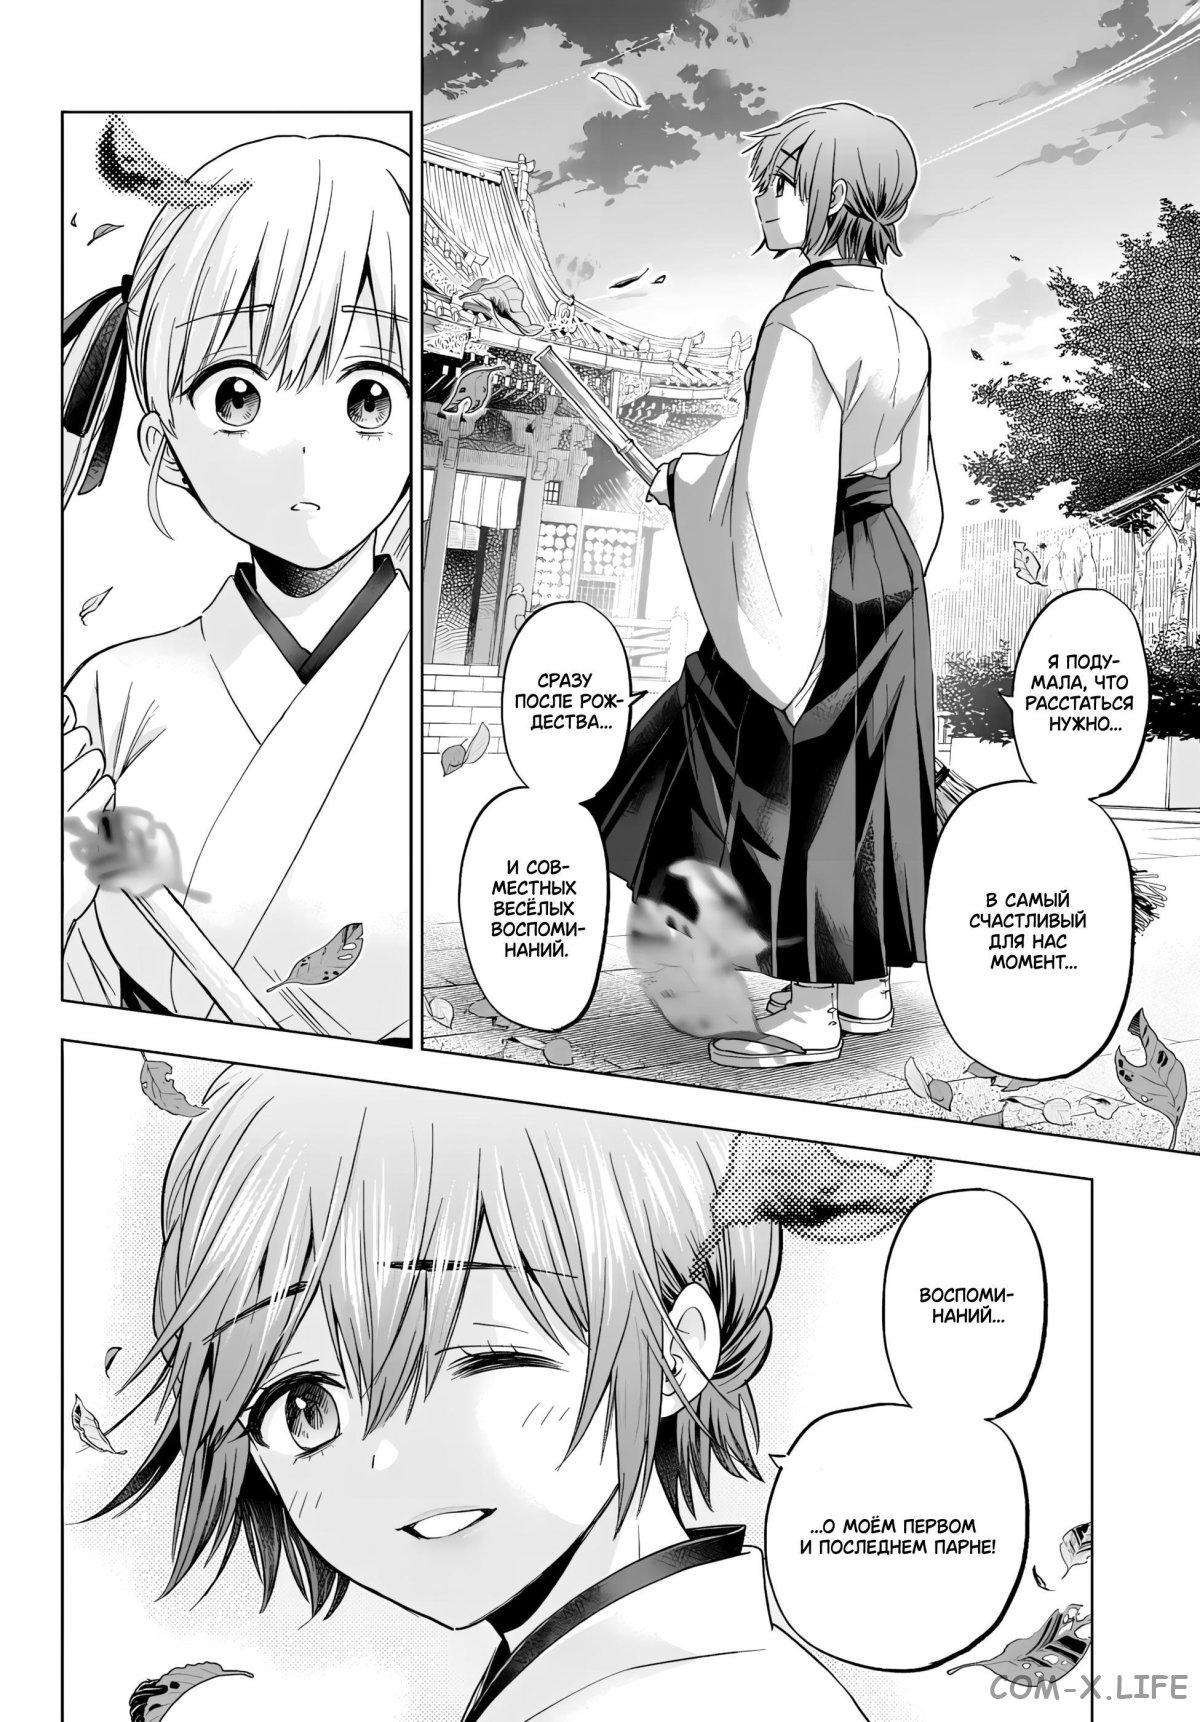 Я ПОДУ-
МАЛА, ЧТО
РАССТАТЬСЯ
НУЖНО...
В САМЫЙ
СЧАСТЛИВЫЙ
ДЛЯ НАС
МОМЕНТ...
СРАЗУ
ПОСЛЕ РОЖ-
ДЕСТВА...
И СОВ-
МЕСТНЫХ
ВЕСЁЛЫХ
ВОСПОМИ-
НАНИЙ.
ВОСПОМИ-
НАНИЙ...
...О МОЁМ ПЕРВОМ
И ПОСЛЕДНЕМ ПАРНЕ!
COM-X.LIFE